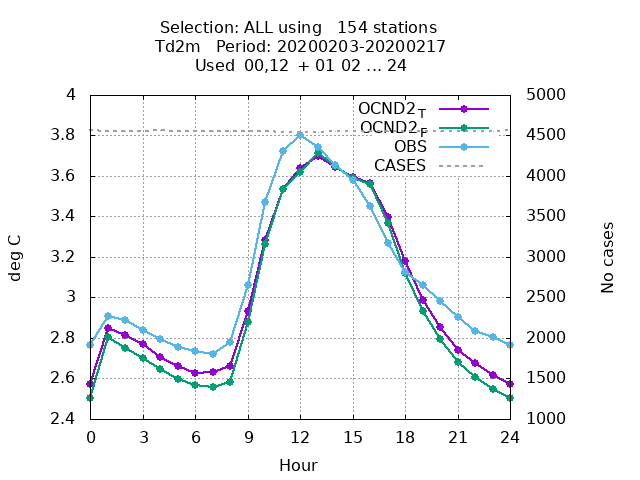 Selection: ALL using 154 stations
Td2m Period: 20200203-20200217
Used 00,12 + 01 02 ... 24
4 5000
OCND2 T
3.8 OCND2 F 4500
OBS
3.6 CASES 4000
3.4 3500
3.2 3000
3 2500
2.8 2000
2.6 1500
2.4 1000
deg C
No cases
0 3 6 9 12 15 18 21 24
Hour